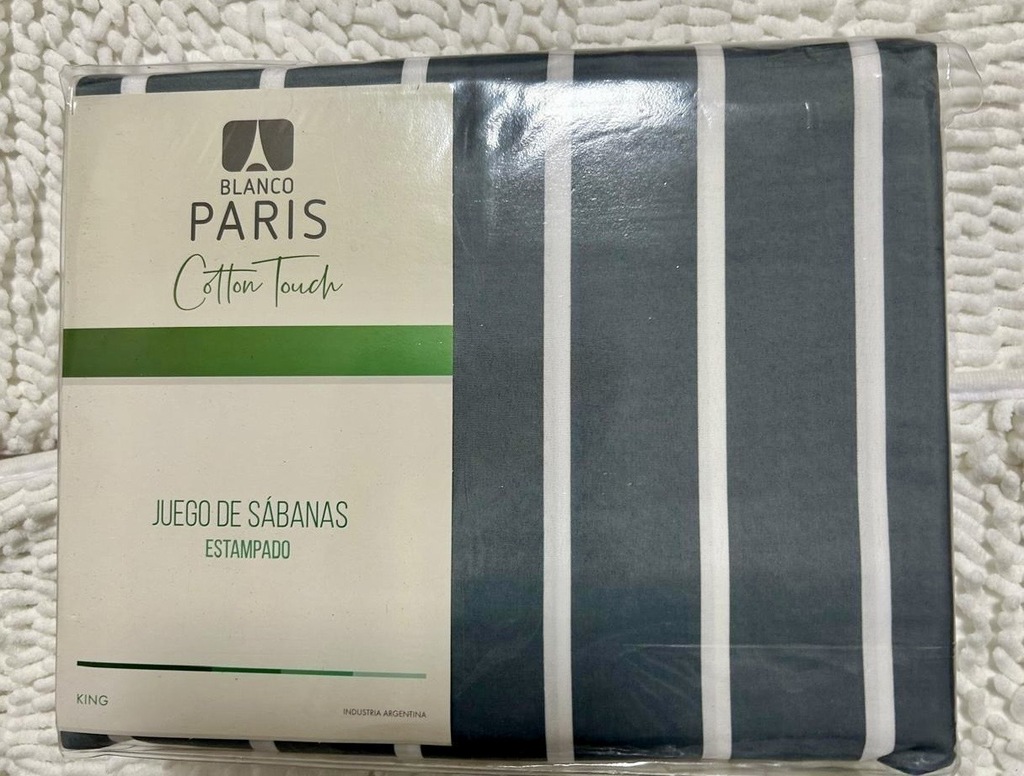 BLANCO
PARIS
Cotton Touch
JUEGO DE SÁBANAS
ESTAMPADO
KING
INDUSTRIA ARGENTINA